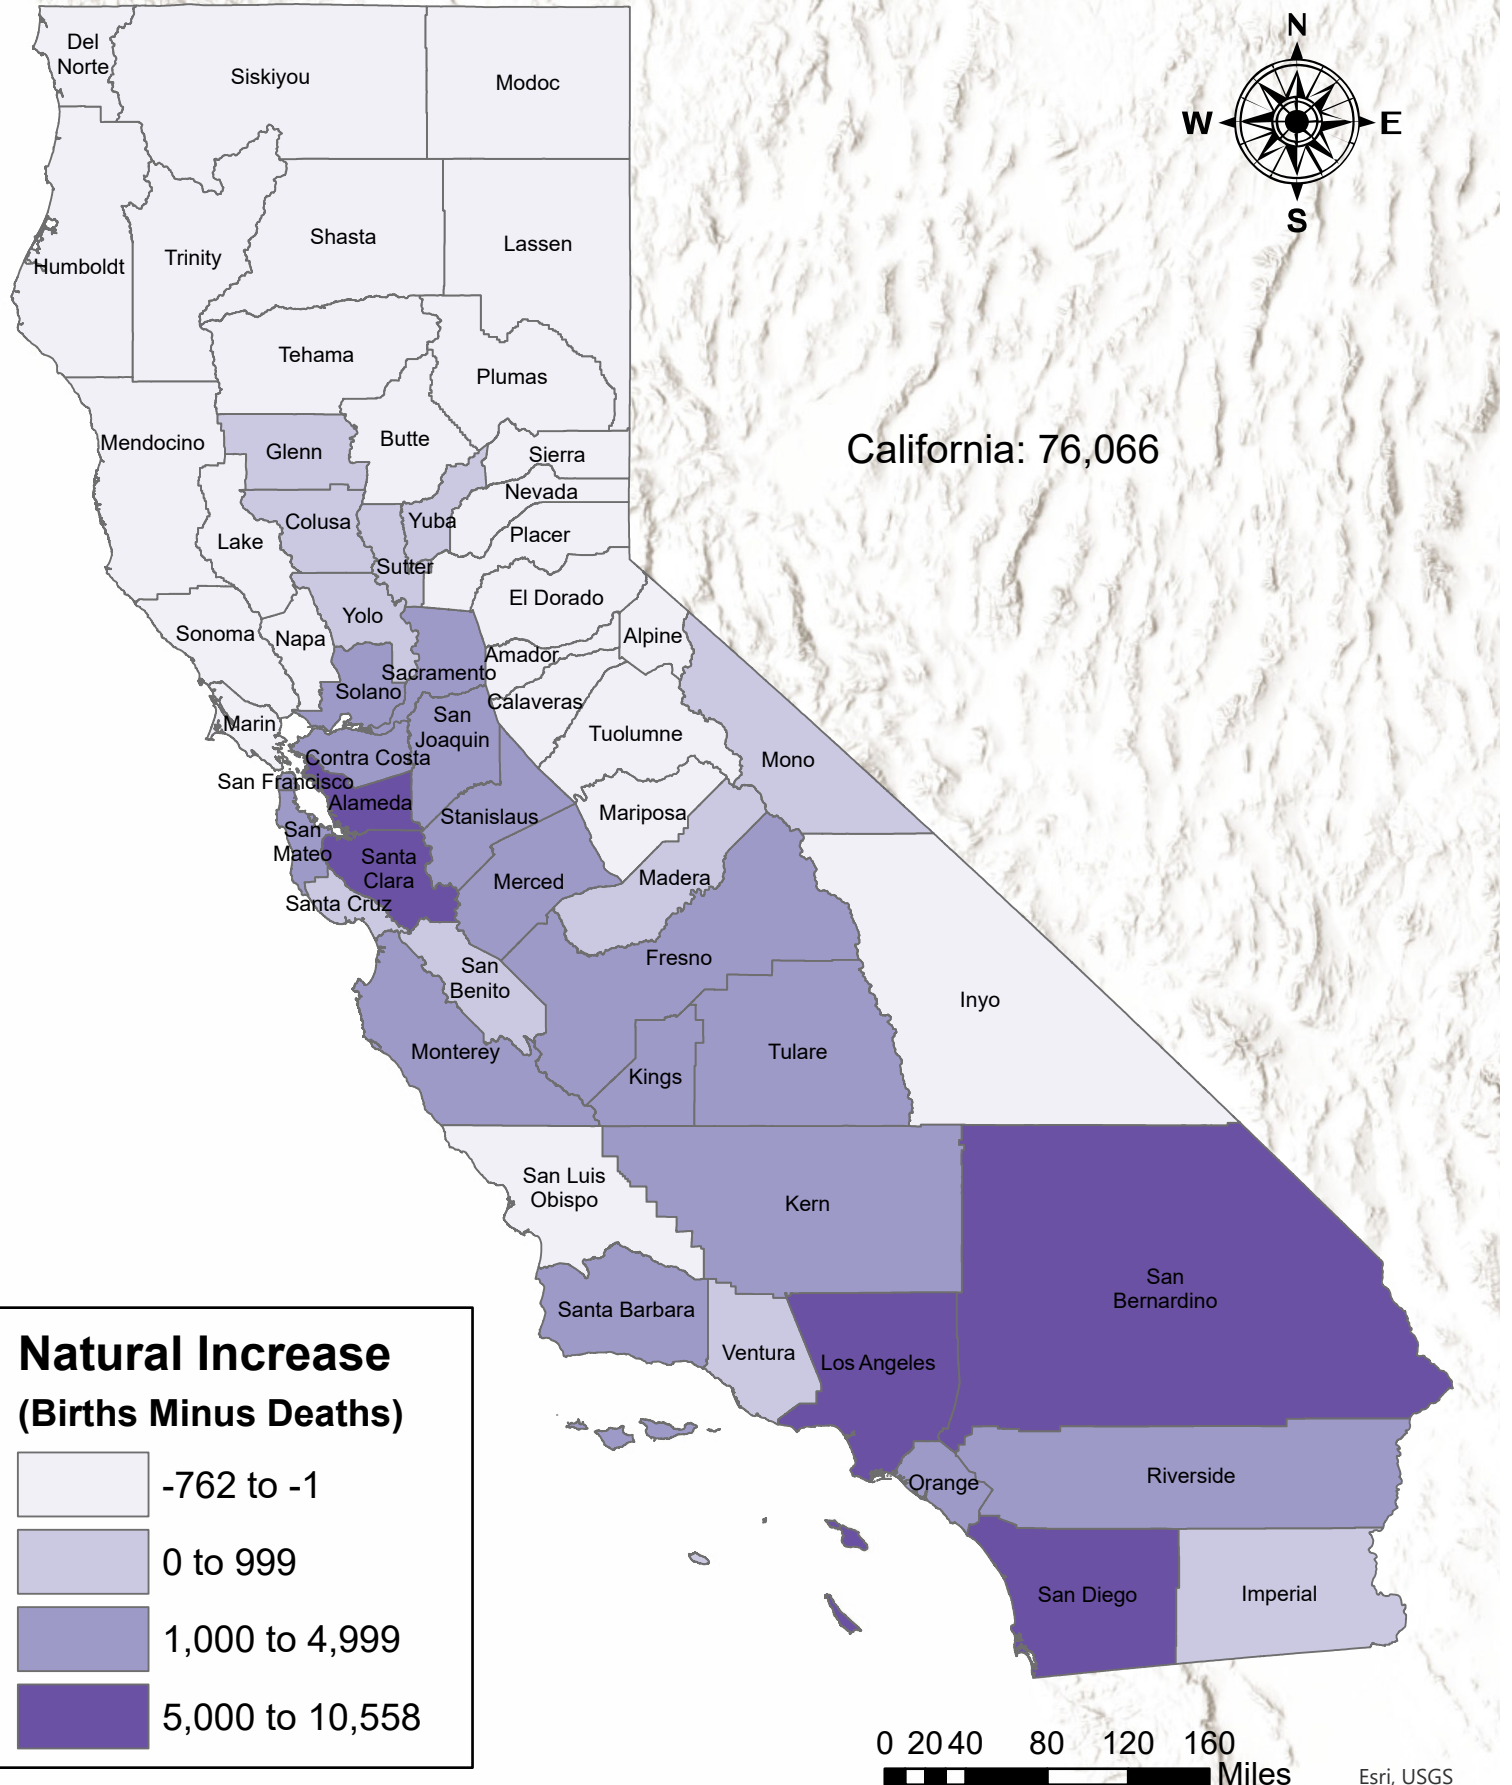 N
W
E
S
Del
Norte
Siskiyou
Modoc
Humboldt
Trinity
Shasta
Lassen
Tehama
Plumas
Mendocino
Glenn
Butte
Sierra
California: 76,066
Nevada
Colusa
Yuba
Placer
Lake
Sutter
El Dorado
Yolo
Sonoma
Napa
Alpine
Amador
Sacramento
Solano
Calaveras
Marin
San
Joaquin
Tuolumne
Contra Costa
Mono
San Francisco
Alameda
Stanislaus
Mariposa
San
Mateo
Santa
Clara
Merced
Madera
Santa Cruz
Fresno
San
Benito
Inyo
Monterey
Kings
Tulare
San Luis
Obispo
Kern
San
Bernardino
Santa Barbara
Ventura
Los Angeles
Orange
Riverside
San Diego
Imperial
Natural Increase
(Births Minus Deaths)
-762 to -1
0 to 999
1,000 to 4,999
5,000 to 10,558
0 20 40 80 120 160
Miles
Esri, USGS